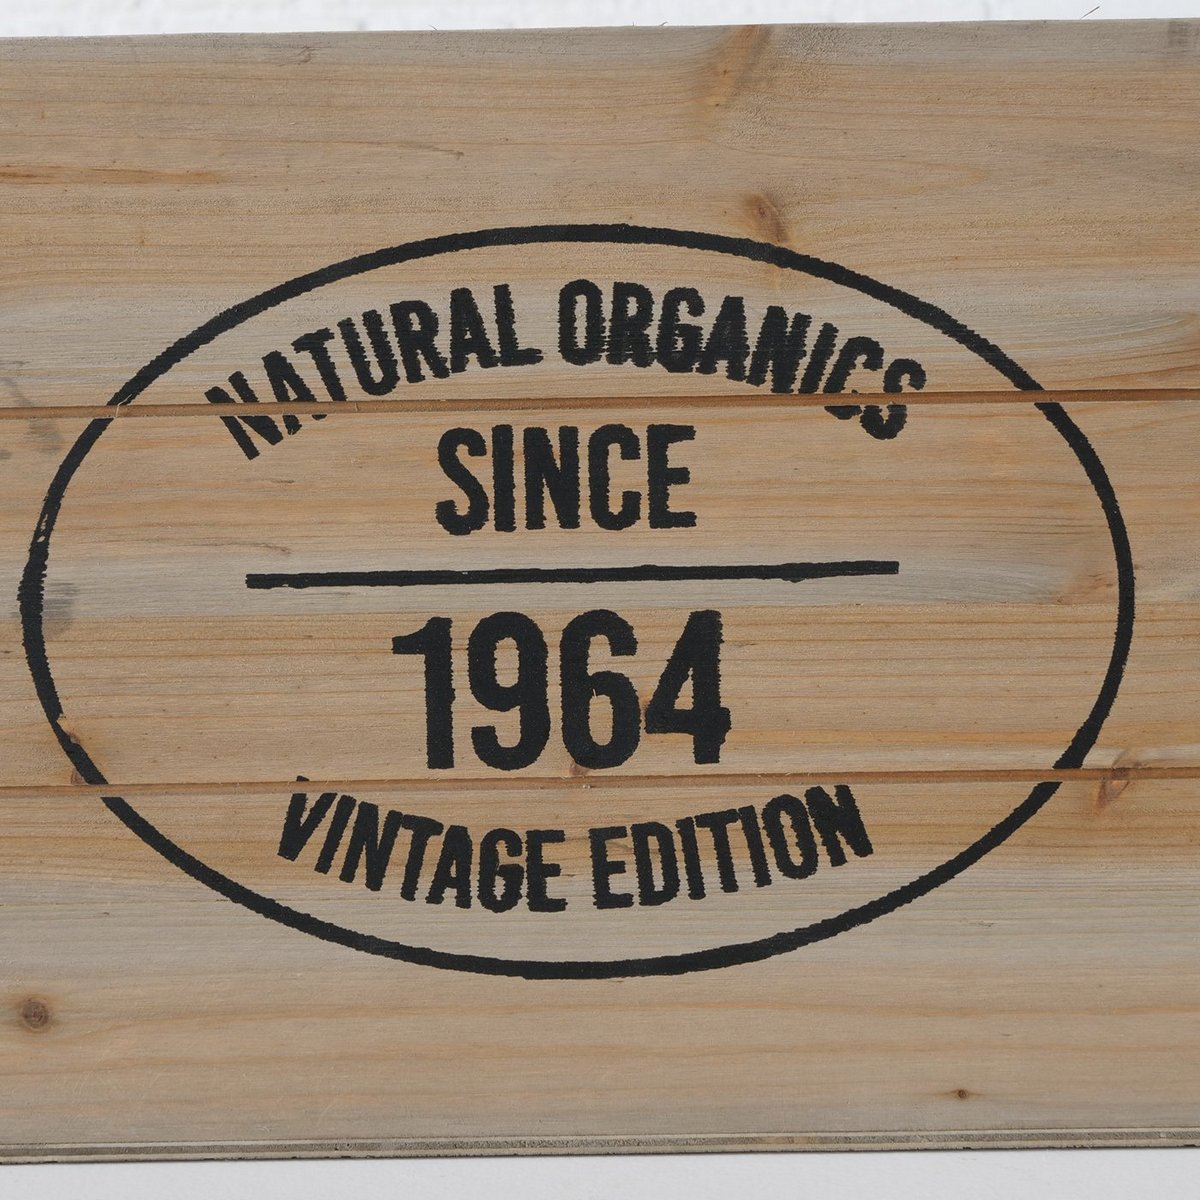 NATURAL ORGANICS
SINCE
1964
VINTAGE EDITION